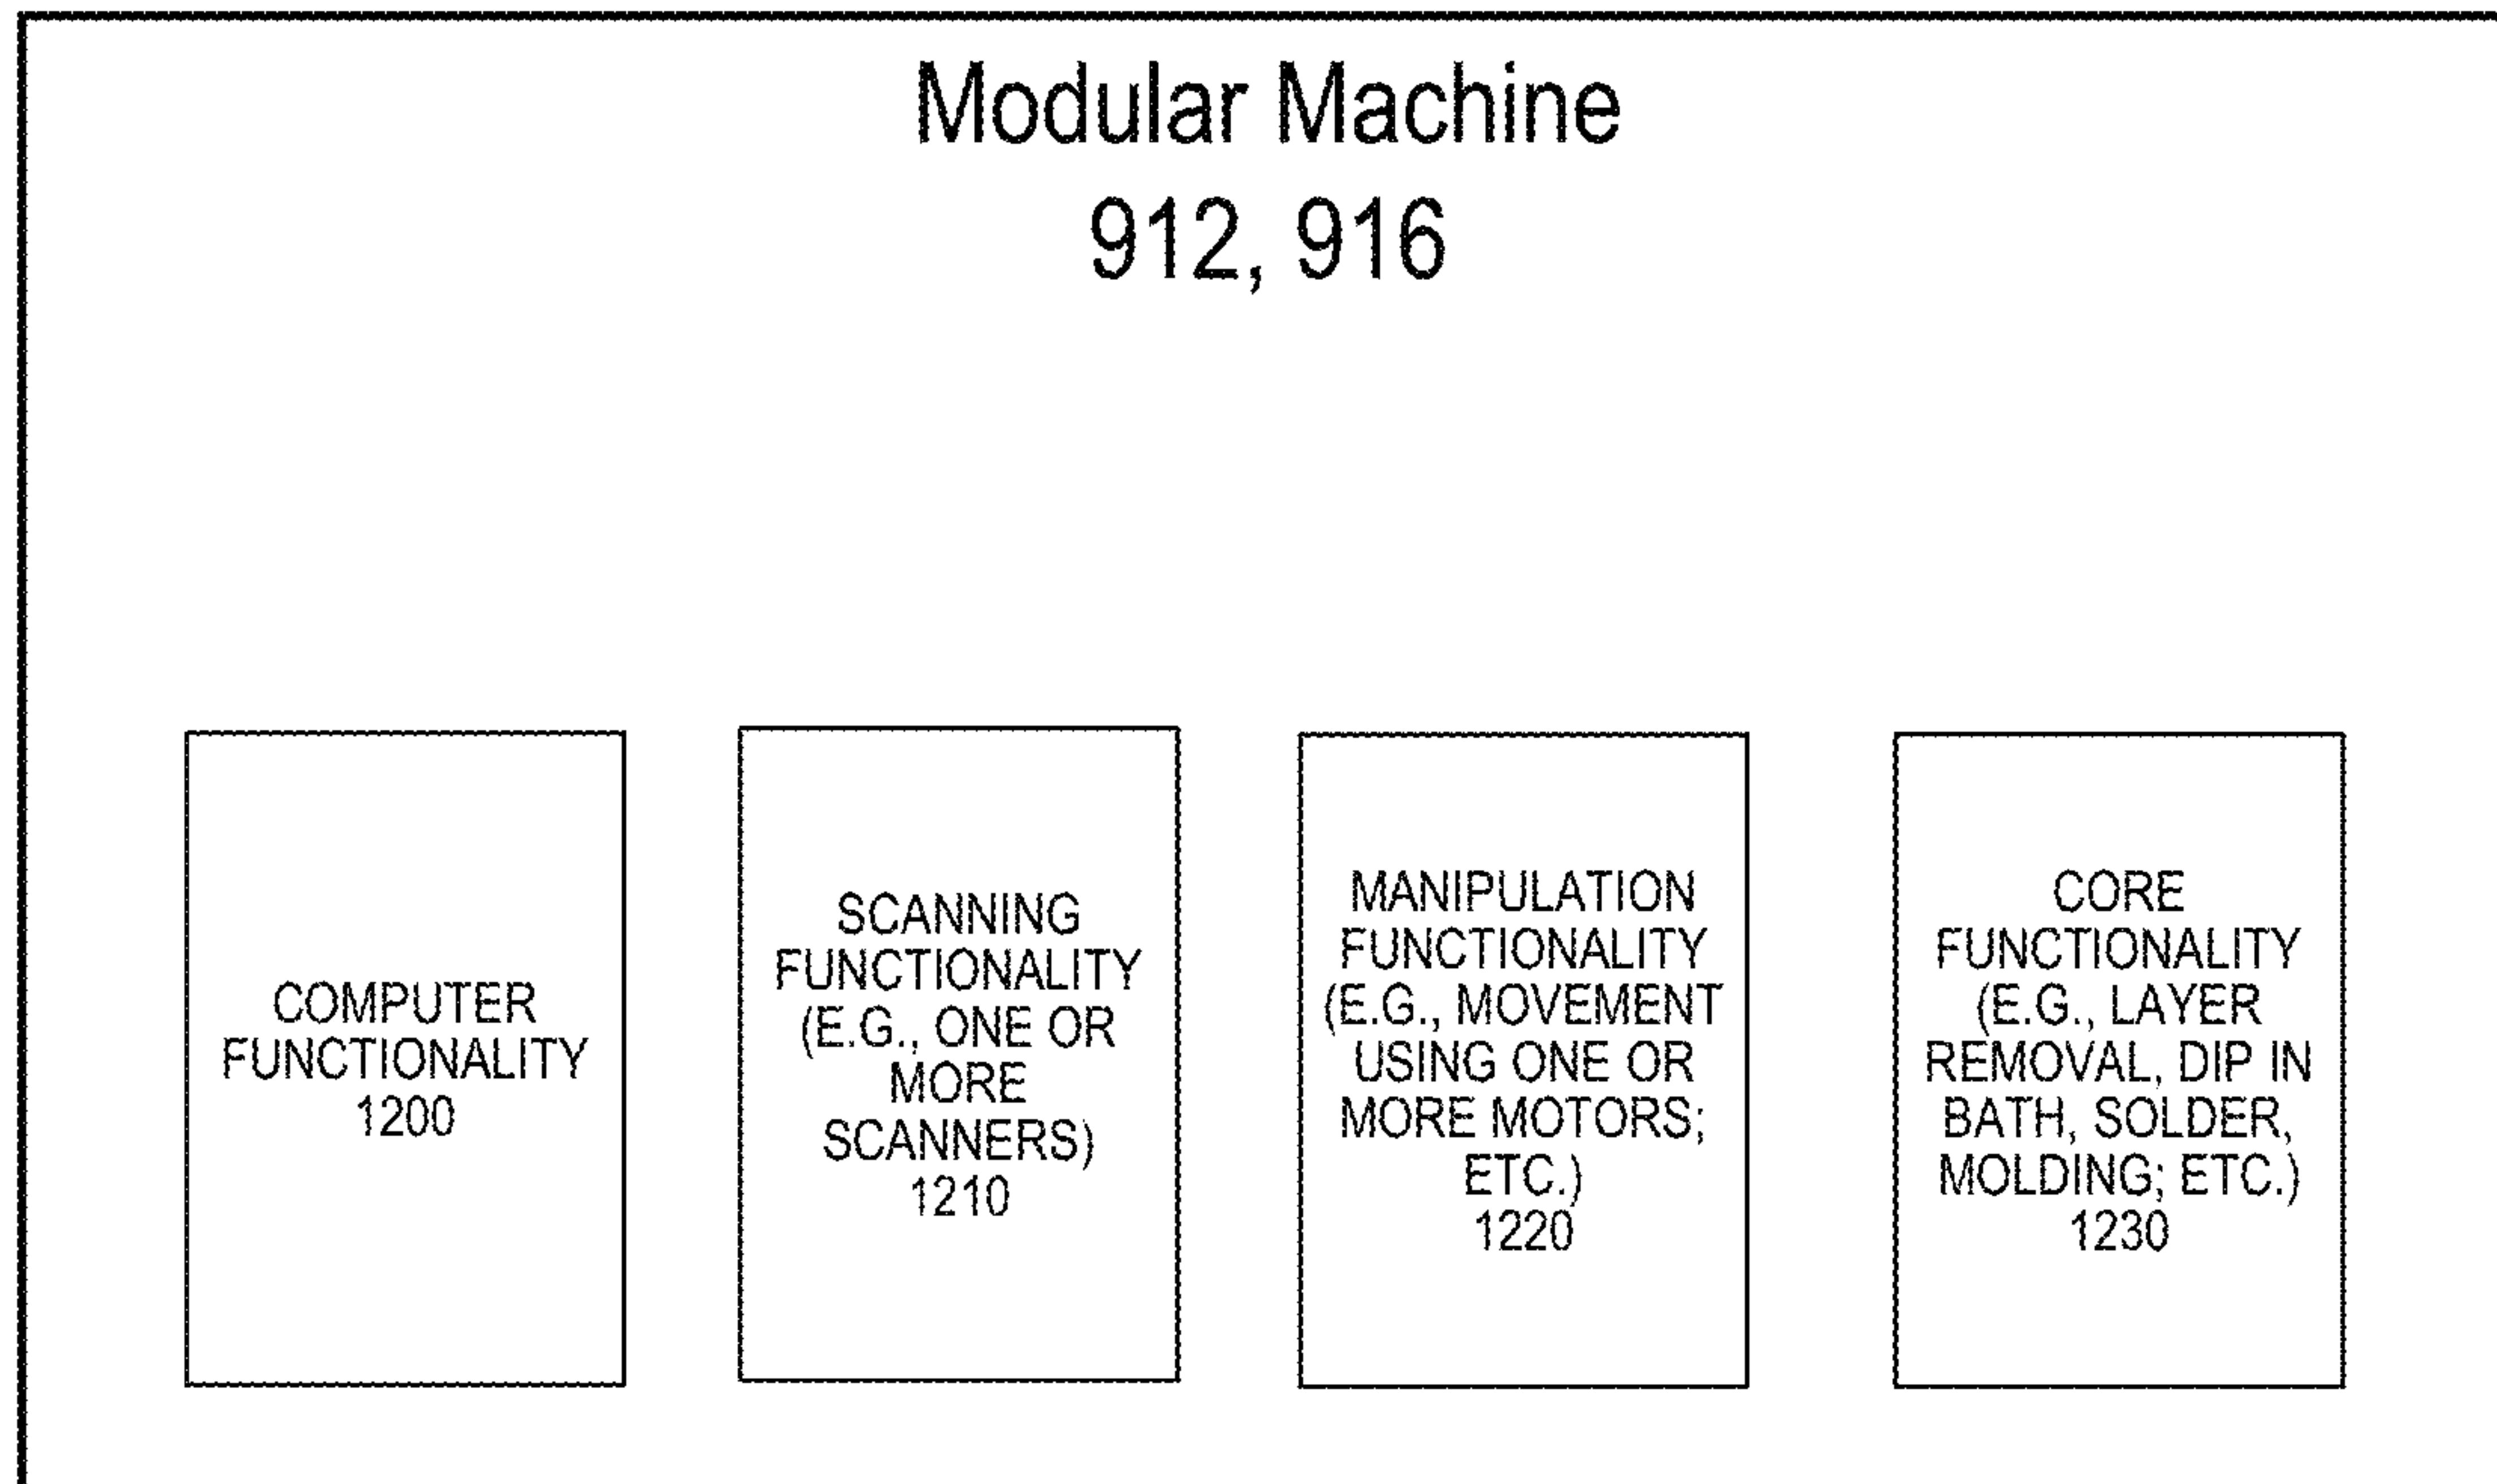 Modular Machine
912, 916
COMPUTER
FUNCTIONALITY
1200
SCANNING
FUNCTIONALITY
(E.G., ONE OR
MORE
SCANNERS)
1210
MANIPULATION
FUNCTIONALITY
(E.G., MOVEMENT
USING ONE OR
MORE MOTORS;
ETC.)
1220
CORE
FUNCTIONALITY
(E.G., LAYER
REMOVAL, DIP IN
BATH, SOLDER,
MOLDING; ETC.)
1230